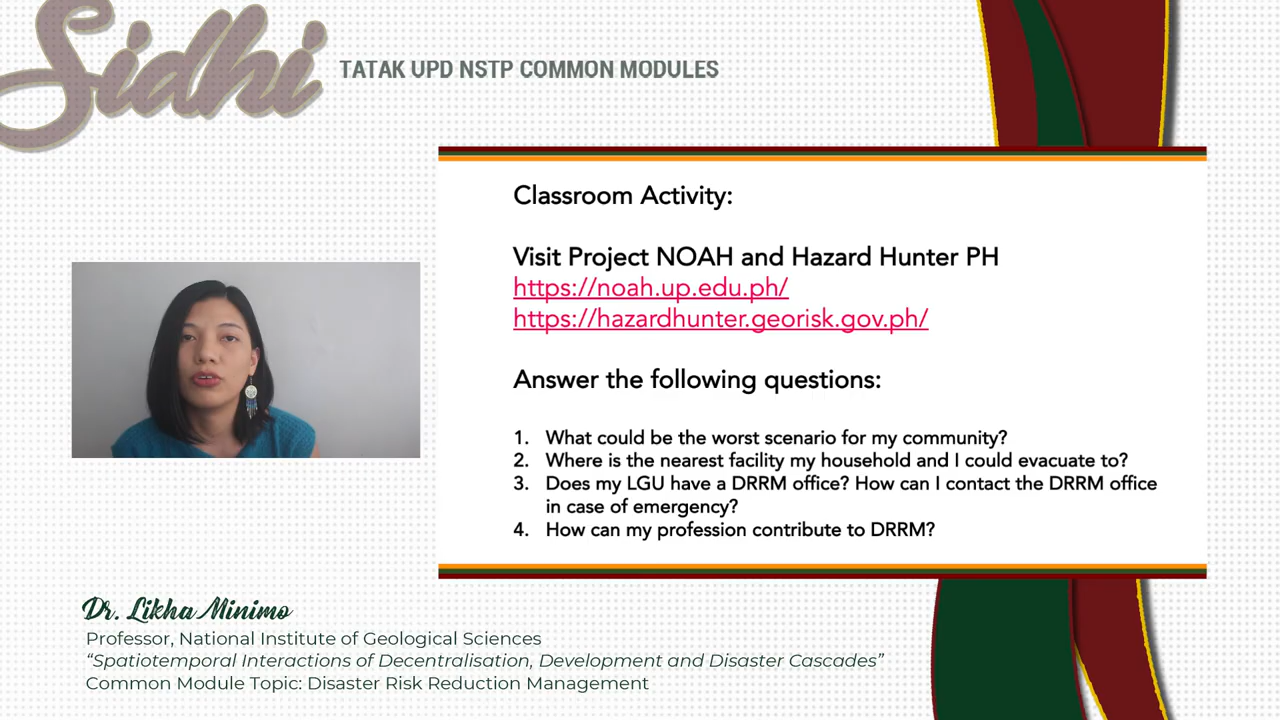 Sidhi
TATAK UPD NSTP COMMON MODULES
Classroom Activity:
Visit Project NOAH and Hazard Hunter PH
https://noah.up.edu.ph/
https://hazardhunter.georisk.gov.ph/
Answer the following questions:
1. What could be the worst scenario for my community?
2. Where is the nearest facility my household and I could evacuate to?
3. Does my LGU have a DRRM office? How can I contact the DRRM office
in case of emergency?
4. How can my profession contribute to DRRM?
Dr. Likha Minimo
Professor, National Institute of Geological Sciences
“Spatiotemporal Interactions of Decentralisation, Development and Disaster Cascades”
Common Module Topic: Disaster Risk Reduction Management